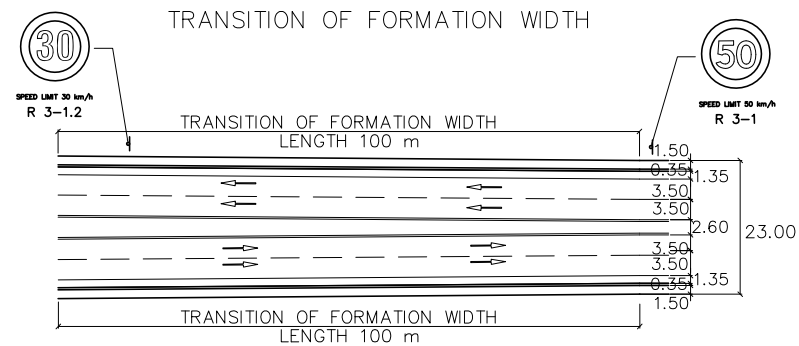 TRANSITION OF FORMATION WIDTH
30
SPEED LIMIT 30 km/h
R 3-1.2
50
SPEED LIMIT 50 km/h
R 3-1
TRANSITION OF FORMATION WIDTH
LENGTH 100 m
1.50
0.35
1.35
3.50
3.50
2.60
23.00
3.50
3.50
1.35
0.35
1.50
TRANSITION OF FORMATION WIDTH
LENGTH 100 m